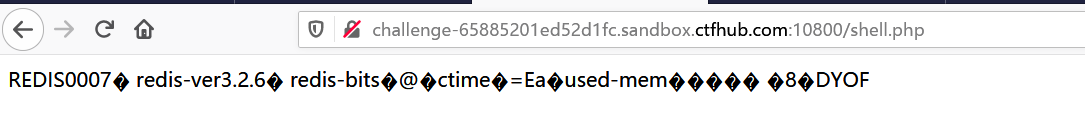 challenge-65885201ed52d1fc.sandbox.ctfhub.com:10800/shell.php
REDIS0007� redis-ver3.2.6� redis-bits�@�ctime�=Ea�used-mem����� �8�DYOF